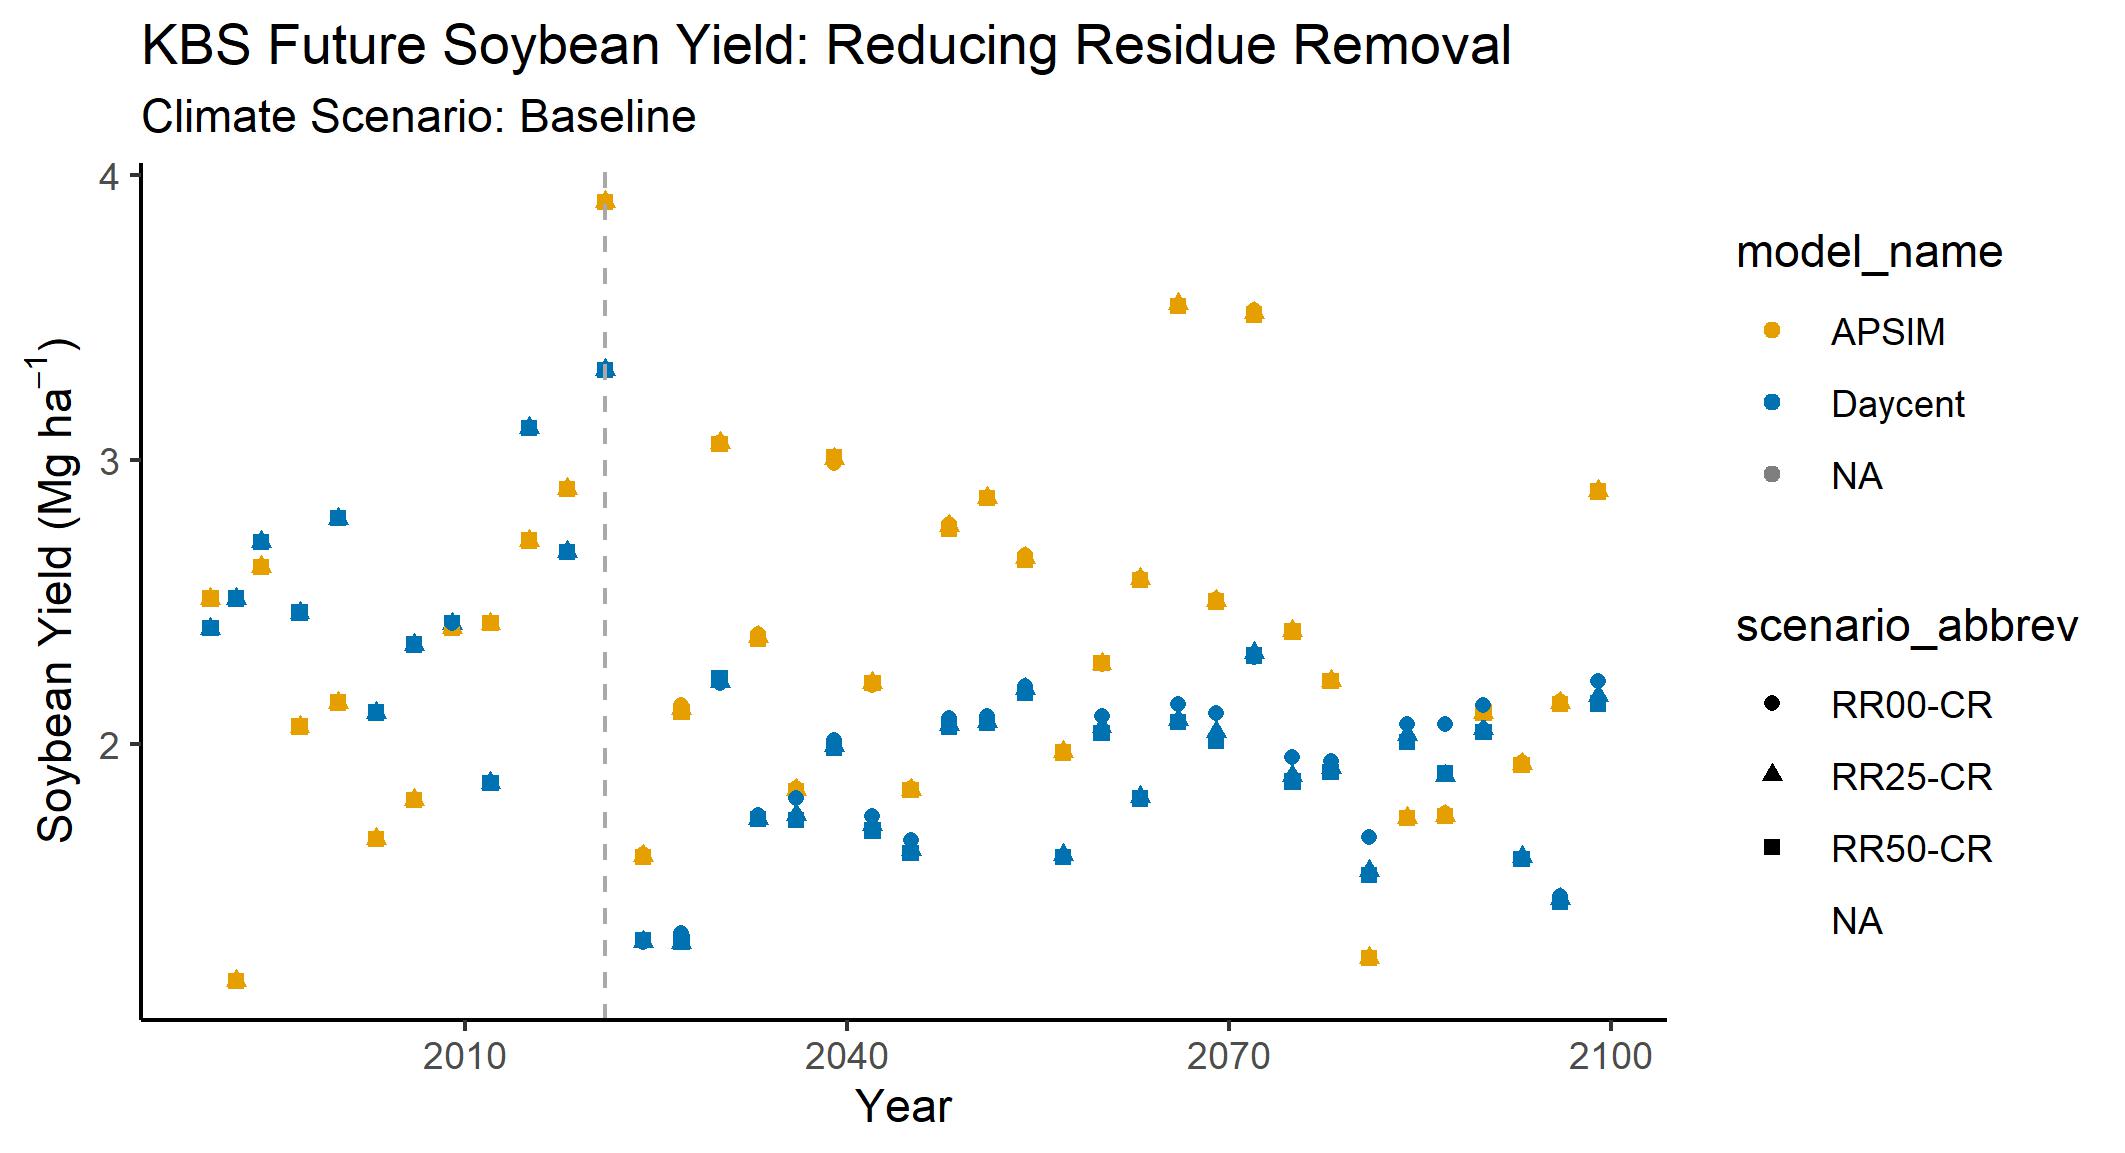 KBS Future Soybean Yield: Reducing Residue Removal
Climate Scenario: Baseline
Soybean Yield (Mg ha⁻¹)
4
3
2
2010
2040
2070
2100
Year
model_name
APSIM
Daycent
NA
scenario_abbrev
RR00-CR
RR25-CR
RR50-CR
NA